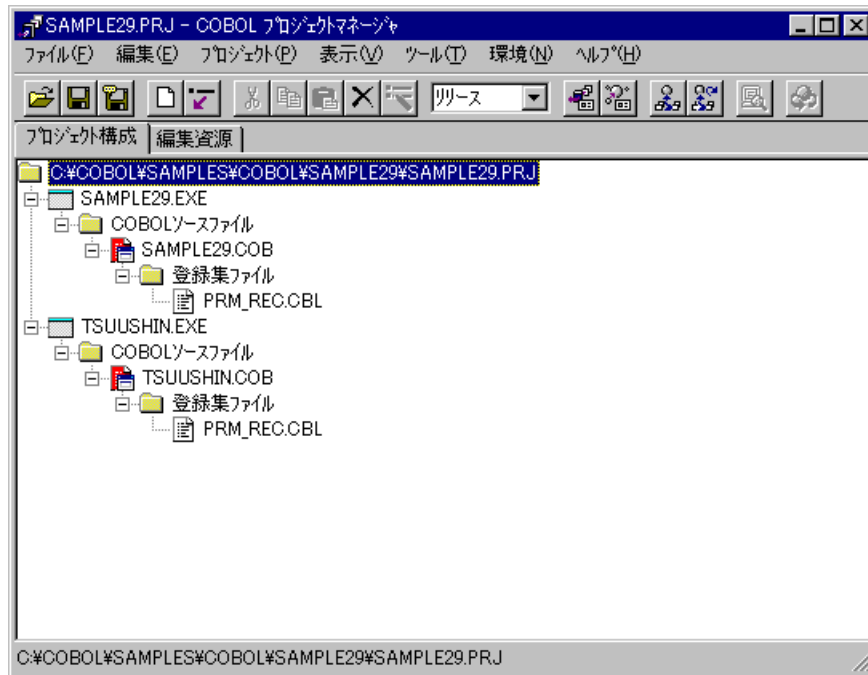 SAMPLE29.PRJ - COBOL ﾌﾟﾛｼﾞｪｸﾄﾏﾈｰｼﾞｬ
ﾌｧｲﾙ(F) 編集(E) ﾌﾟﾛｼﾞｪｸﾄ(P) 表示(V) ﾂｰﾙ(T) 環境(N) ﾍﾙﾌﾟ(H)
ﾘﾘｰｽ
ﾌﾟﾛｼﾞｪｸﾄ構成 編集資源
C:¥COBOL¥SAMPLES¥COBOL¥SAMPLE29¥SAMPLE29.PRJ
SAMPLE29.EXE
COBOLｿｰｽﾌｧｲﾙ
SAMPLE29.COB
登録集ﾌｧｲﾙ
PRM_REC.CBL
TSUUSHIN.EXE
COBOLｿｰｽﾌｧｲﾙ
TSUUSHIN.COB
登録集ﾌｧｲﾙ
PRM_REC.CBL
C:¥COBOL¥SAMPLES¥COBOL¥SAMPLE29¥SAMPLE29.PRJ